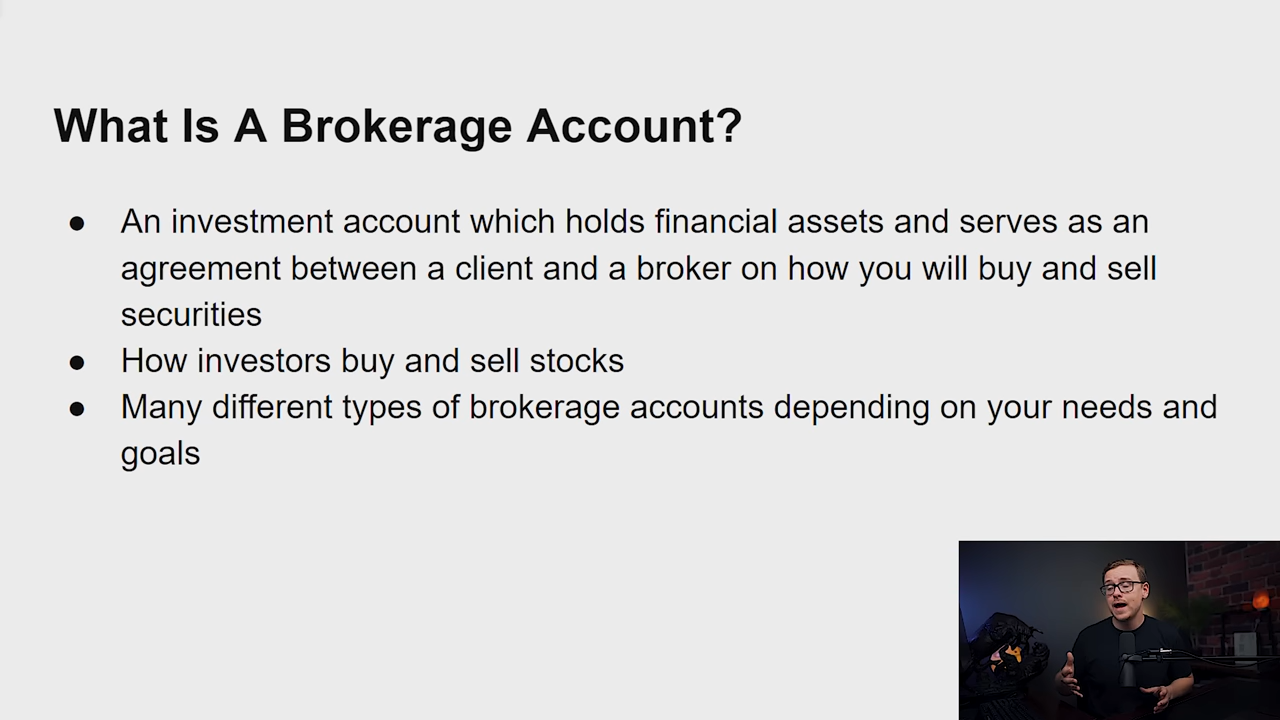 What Is A Brokerage Account?
● An investment account which holds financial assets and serves as an
agreement between a client and a broker on how you will buy and sell
securities
● How investors buy and sell stocks
● Many different types of brokerage accounts depending on your needs and
goals